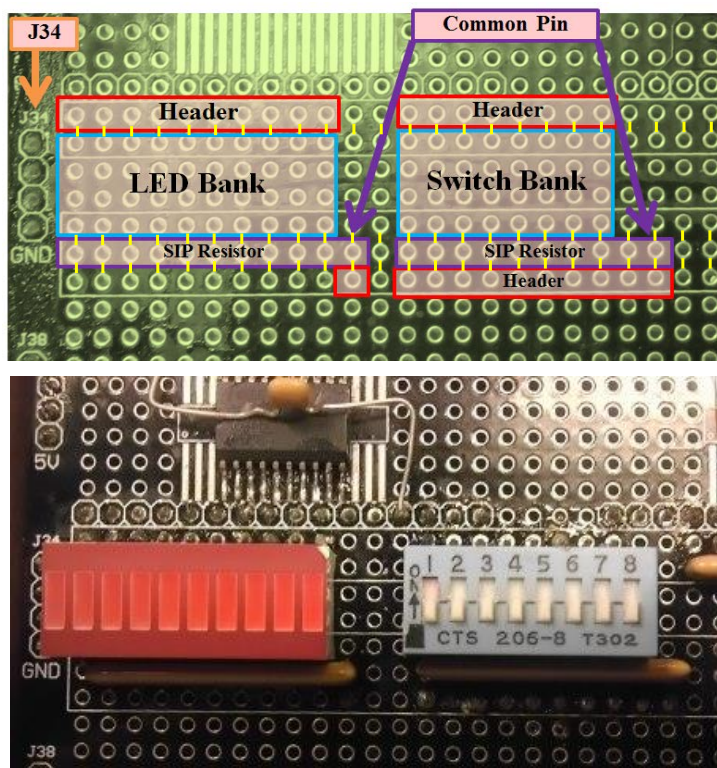 J34
Common Pin
J34
Header
Header
LED Bank
Switch Bank
GND
SIP Resistor
SIP Resistor
Header
J38
5V
J34
1 2 3 4 5 6 7 8
ON
CTS 206-8 T302
GND
J38